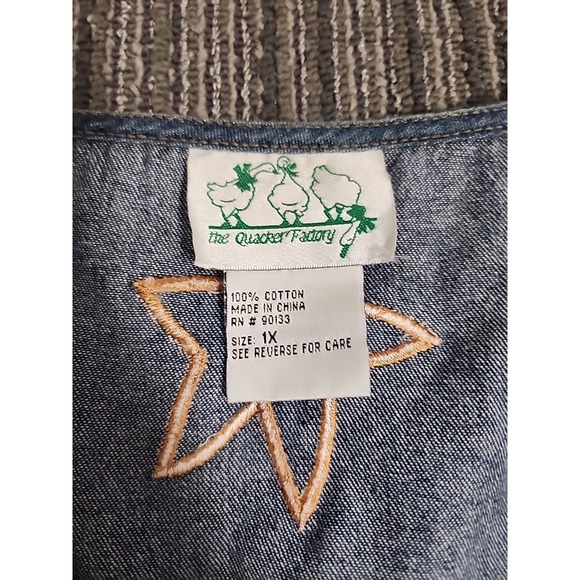 the Quacker Factory
100% COTTON
MADE IN CHINA
RN # 90133
SIZE: 1X
SEE REVERSE FOR CARE